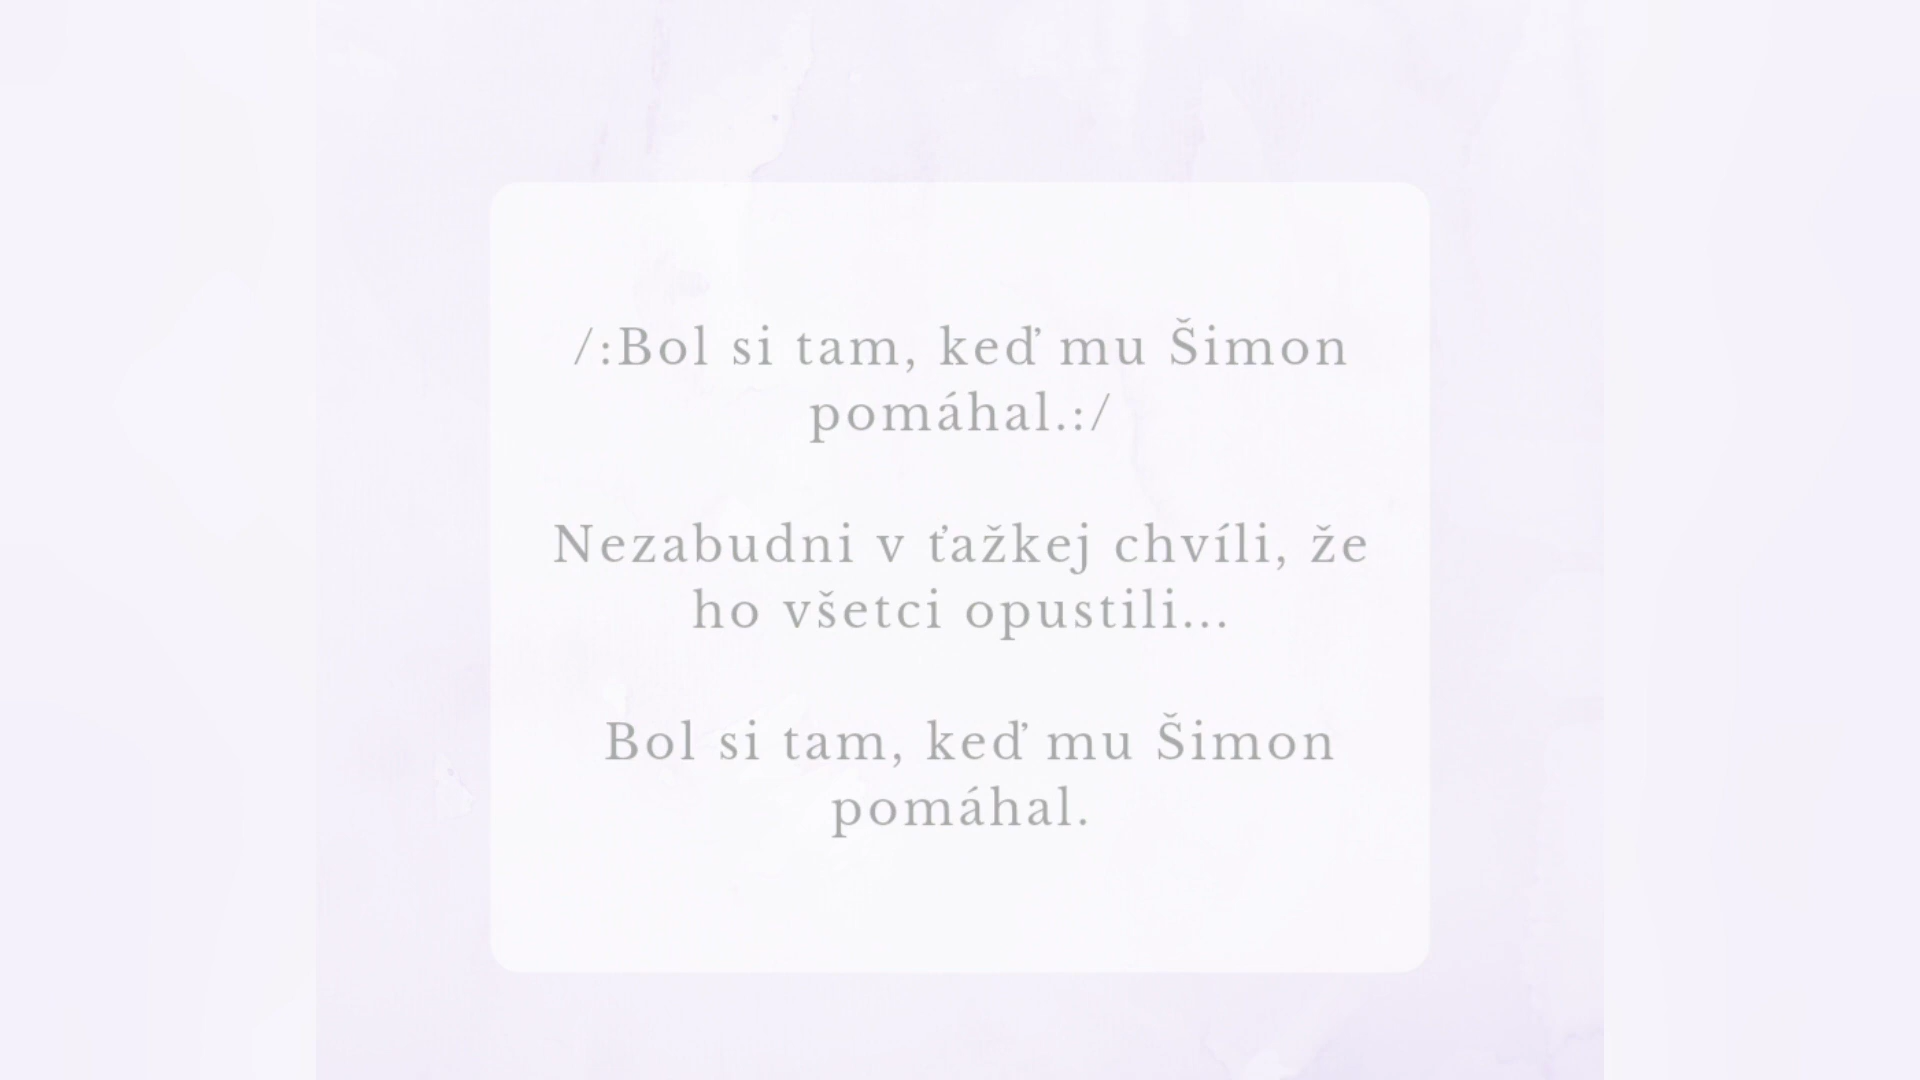 /:Bol si tam, keď mu Šimon
pomáhal.:/
Nezabudni v ťažkej chvíli, že
ho všetci opustili...
Bol si tam, keď mu Šimon
pomáhal.